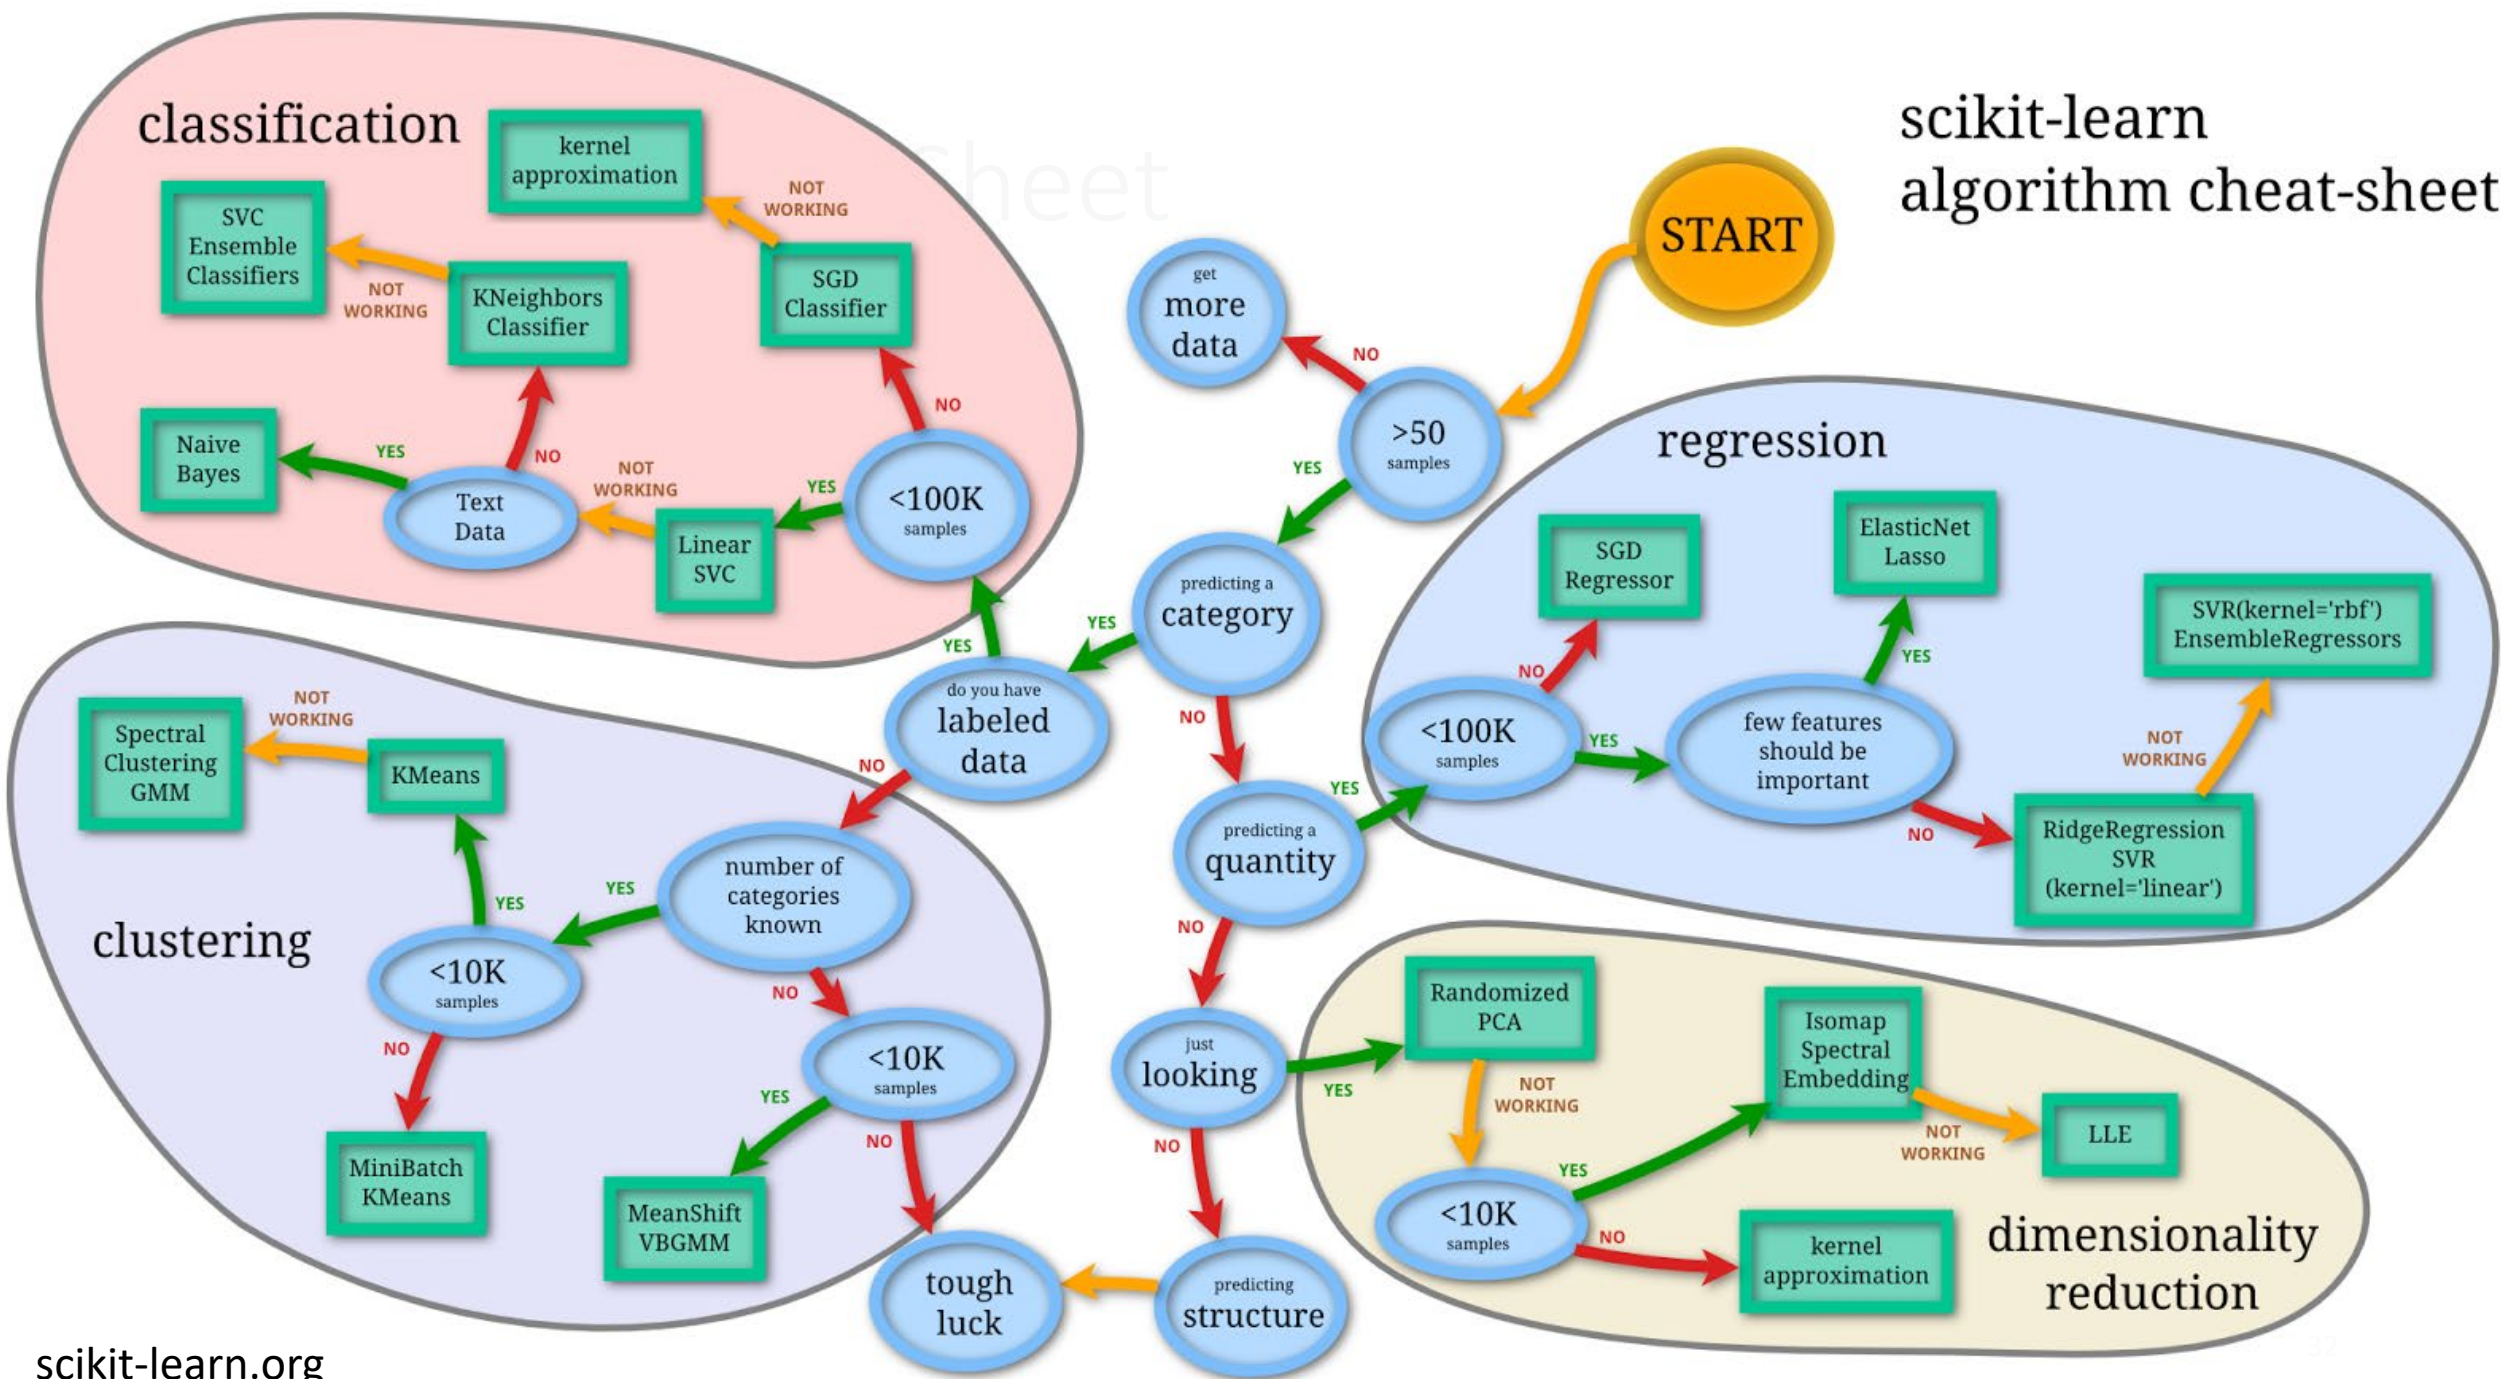 classification
kernel
approximation
NOT
WORKING
SVC
Ensemble
Classifiers
NOT
WORKING
KNeighbors
Classifier
SGD
Classifier
NO
Naive
Bayes
YES
NO
Text
Data
NOT
WORKING
Linear
SVC
YES
<100K
samples
YES
heet
scikit-learn
algorithm cheat-sheet
START
get
more
data
NO
>50
samples
YES
predicting a
category
YES
NO
do you have
labeled
data
NO
predicting a
quantity
YES
NO
just
looking
YES
NO
predicting
structure
tough
luck
regression
SGD
Regressor
NO
<100K
samples
YES
ElasticNet
Lasso
YES
few features
should be
important
NO
SVR(kernel='rbf')
EnsembleRegressors
NOT
WORKING
RidgeRegression
SVR
(kernel='linear')
clustering
Spectral
Clustering
GMM
NOT
WORKING
KMeans
YES
number of
categories
known
YES
<10K
samples
NO
NO
MiniBatch
KMeans
<10K
samples
YES
NO
MeanShift
VBGMM
Randomized
PCA
NOT
WORKING
<10K
samples
YES
Isomap
Spectral
Embedding
NOT
WORKING
LLE
NO
kernel
approximation
dimensionality
reduction
scikit-learn.org